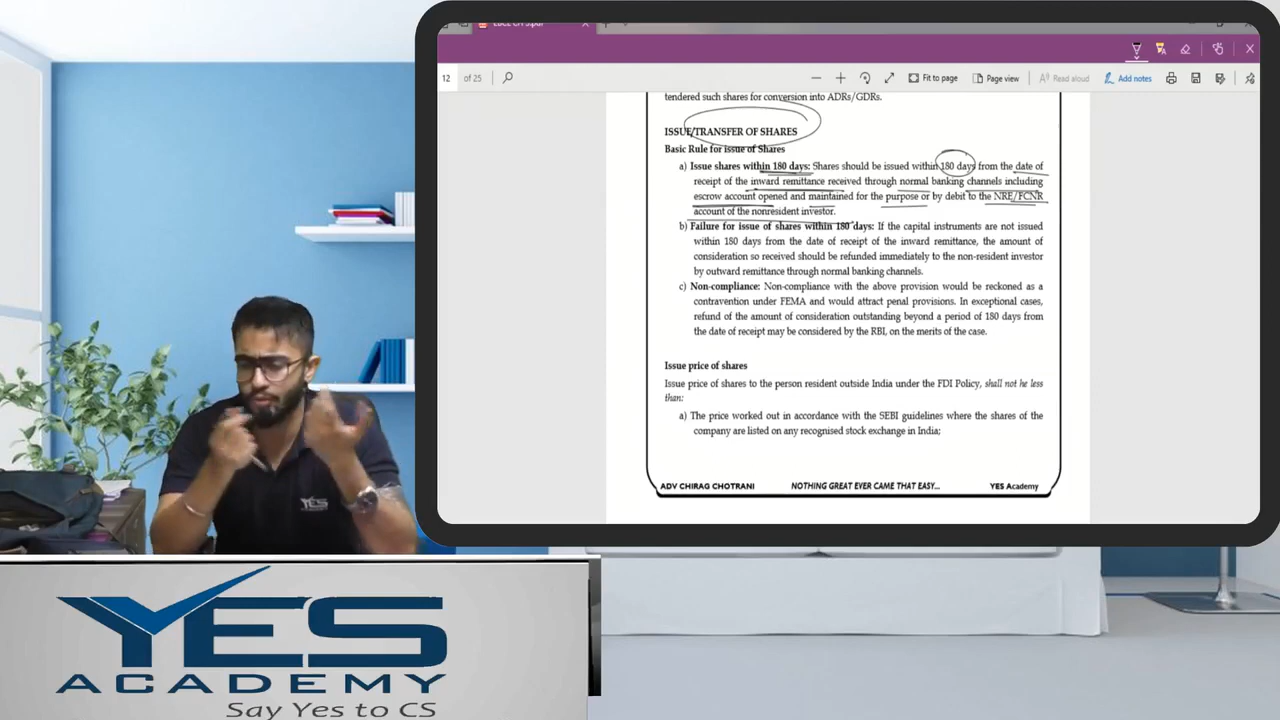 12 of 25
Fit to page
Page view
Read aloud
Add notes
tendered such shares for conversion into ADRs/GDRs.
ISSUE/TRANSFER OF SHARES
Basic Rule for issue of Shares
a) Issue shares within 180 days: Shares should be issued within 180 days from the date of
receipt of the inward remittance received through normal banking channels including
escrow account opened and maintained for the purpose or by debit to the NRE/FCNR
account of the nonresident investor.
b) Failure for issue of shares within 180 days: If the capital instruments are not issued
within 180 days from the date of receipt of the inward remittance, the amount of
consideration so received should be refunded immediately to the non-resident investor
by outward remittance through normal banking channels.
c) Non-compliance: Non-compliance with the above provision would be reckoned as a
contravention under FEMA and would attract penal provisions. In exceptional cases,
refund of the amount of consideration outstanding beyond a period of 180 days from
the date of receipt may be considered by the RBI, on the merits of the case.
Issue price of shares
Issue price of shares to the person resident outside India under the FDI Policy, shall not he less
than:
a) The price worked out in accordance with the SEBI guidelines where the shares of the
company are listed on any recognised stock exchange in India;
ADV CHIRAG CHOTRANI NOTHING GREAT EVER CAME THAT EASY... YES Academy
YES
YES
ACADEMY
Say Yes to CS